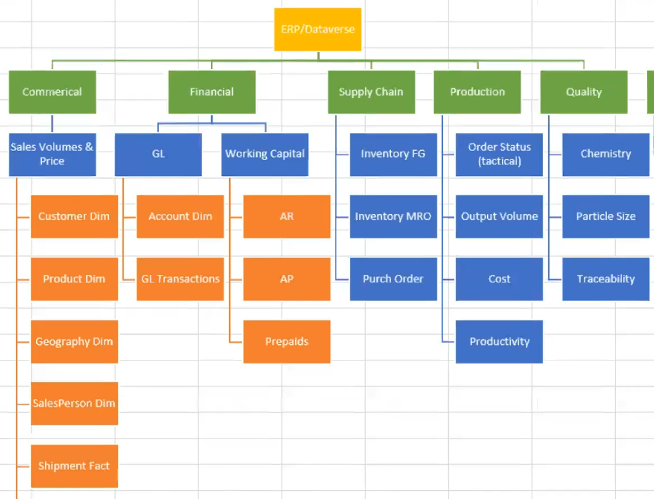 ERP/Dataverse
Commerical
Financial
Supply Chain
Production
Quality
Sales Volumes &
Price
GL
Working Capital
Inventory FG
Order Status
(tactical)
Chemistry
Customer Dim
Account Dim
AR
Inventory MRO
Output Volume
Particle Size
Product Dim
GL Transactions
AP
Purch Order
Cost
Traceability
Geography Dim
Prepaids
Productivity
SalesPerson Dim
Shipment Fact